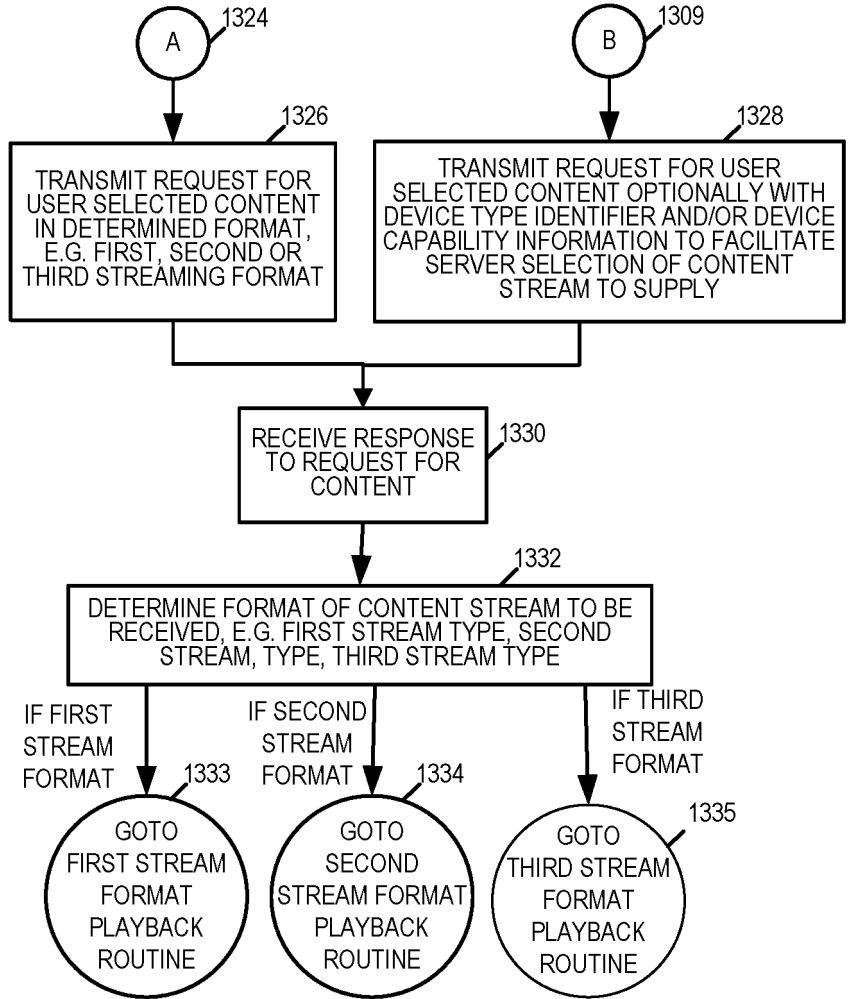 A
1324
B
1309
1326
TRANSMIT REQUEST FOR
USER SELECTED CONTENT
IN DETERMINED FORMAT,
E.G. FIRST, SECOND OR
THIRD STREAMING FORMAT
1328
TRANSMIT REQUEST FOR USER
SELECTED CONTENT OPTIONALLY WITH
DEVICE TYPE IDENTIFIER AND/OR DEVICE
CAPABILITY INFORMATION TO FACILITATE
SERVER SELECTION OF CONTENT
STREAM TO SUPPLY
1330
RECEIVE RESPONSE
TO REQUEST FOR
CONTENT
1332
DETERMINE FORMAT OF CONTENT STREAM TO BE
RECEIVED, E.G. FIRST STREAM TYPE, SECOND
STREAM, TYPE, THIRD STREAM TYPE
IF FIRST
STREAM
FORMAT
IF SECOND
STREAM
FORMAT
IF THIRD
STREAM
FORMAT
1333
GOTO
FIRST STREAM
FORMAT
PLAYBACK
ROUTINE
1334
GOTO
SECOND
STREAM FORMAT
PLAYBACK
ROUTINE
1335
GOTO
THIRD STREAM
FORMAT
PLAYBACK
ROUTINE